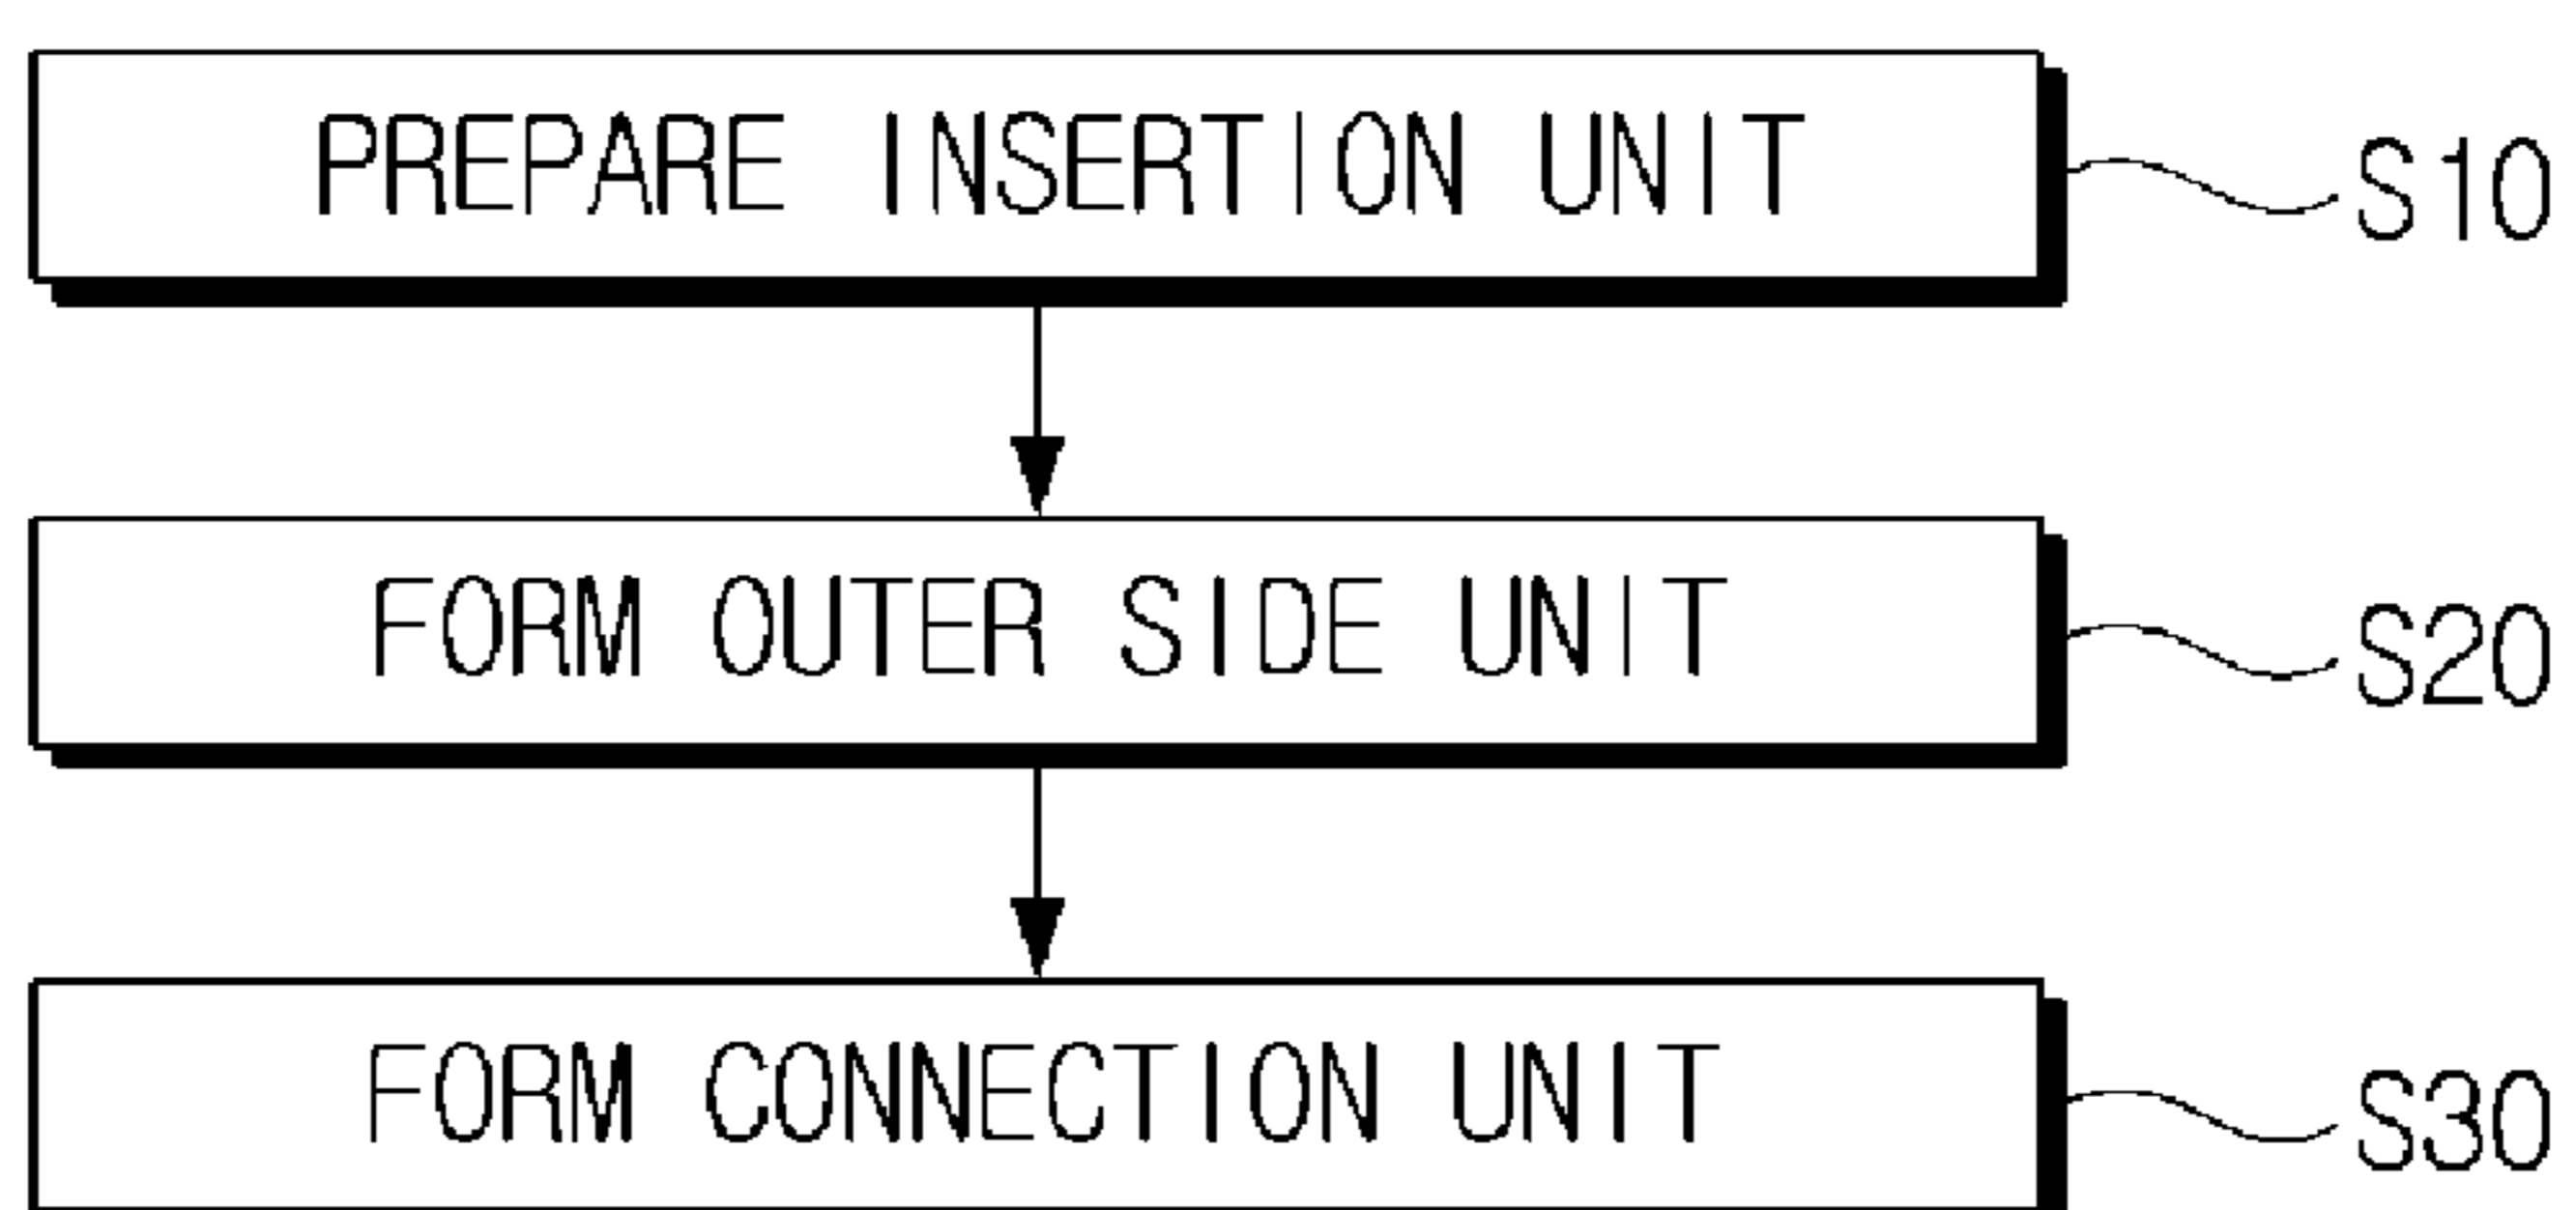 PREPARE INSERTION UNIT S10
FORM OUTER SIDE UNIT S20
FORM CONNECTION UNIT S30